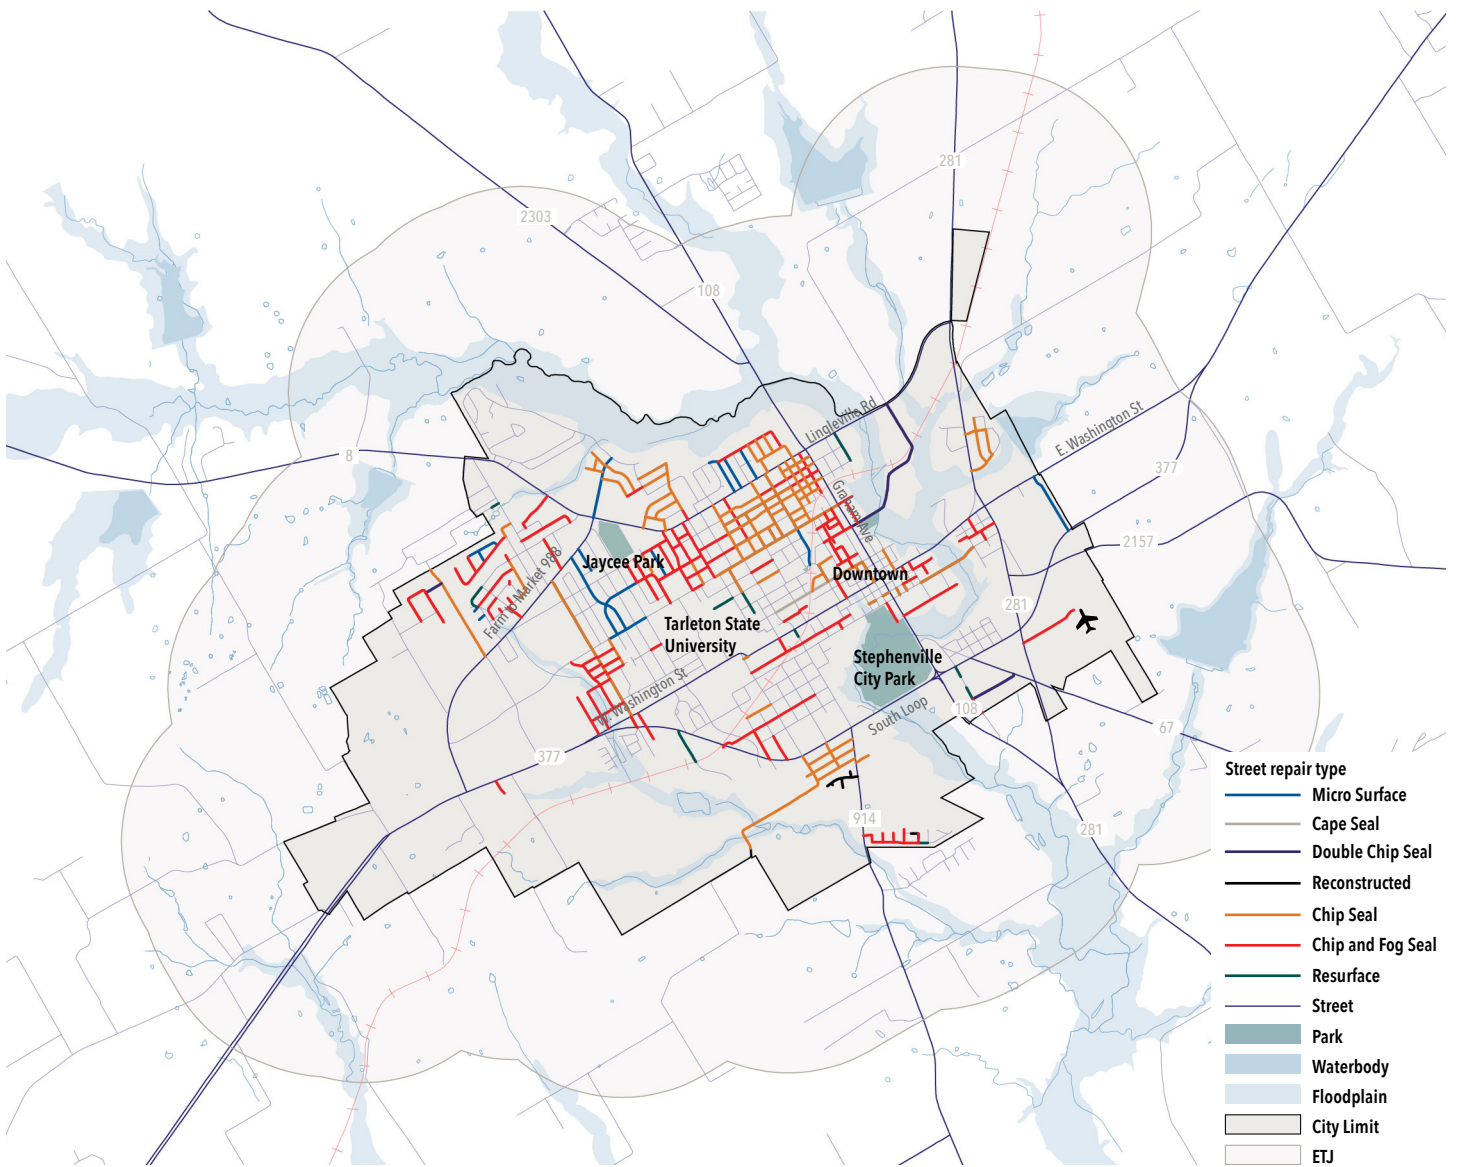 281
2303
108
Lingleville Rd
E. Washington St
8
377
Graham Ave
2157
Farm to Market 988
Jaycee Park
Downtown
281
Tarleton State
University
Stephenville
City Park
W. Washington St
South Loop
108
67
377
914
281
Street repair type
Micro Surface
Cape Seal
Double Chip Seal
Reconstructed
Chip Seal
Chip and Fog Seal
Resurface
Street
Park
Waterbody
Floodplain
City Limit
ETJ